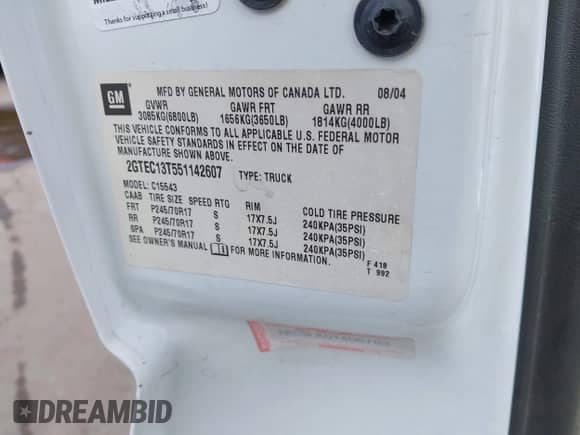 Thanks for supporting a small business!
GM
MFD BY GENERAL MOTORS OF CANADA LTD. 08/04
GVWR GAWR FRT GAWR RR
3085KG(6800LB) 1656KG(3650LB) 1814KG(4000LB)
THIS VEHICLE CONFORMS TO ALL APPLICABLE U.S. FEDERAL MOTOR
VEHICLE SAFETY STANDARDS IN EFFECT ON THE DATE OF
MANUFACTURE SHOWN ABOVE.
2GTEC13T551142607 TYPE: TRUCK
MODEL: C15543
CAAB TIRE SIZE SPEED RTG RIM COLD TIRE PRESSURE
FRT P245/70R17 S 17X7.5J 240KPA(35PSI)
RR P245/70R17 S 17X7.5J 240KPA(35PSI)
SPA P245/70R17 S 17X7.5J 240KPA(35PSI)
SEE OWNER'S MANUAL FOR MORE INFORMATION.
F 418
T 992
DREAMBID